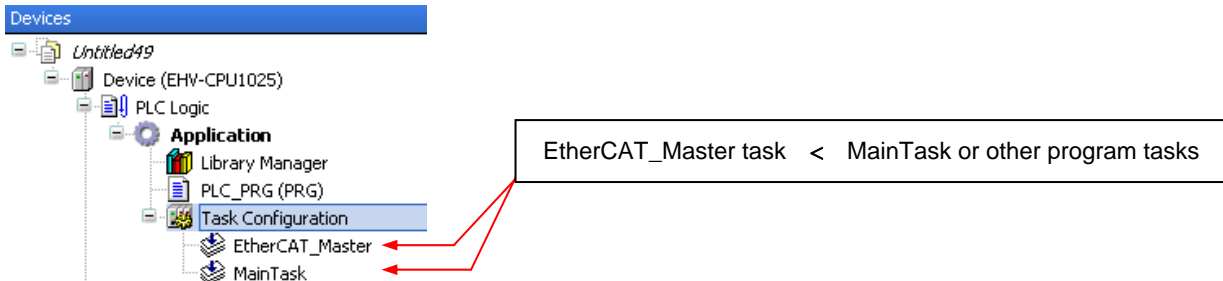 Devices
Untitled49
Device (EHV-CPU1025)
PLC Logic
Application
EtherCAT_Master task < MainTask or other program tasks
Library Manager
PLC_PRG (PRG)
Task Configuration
EtherCAT_Master
MainTask